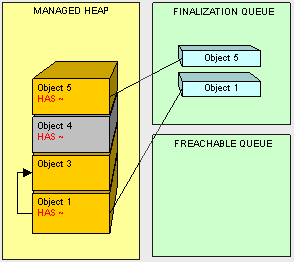 MANAGED HEAP
Object 5
HAS ~
Object 4
HAS ~
Object 3
Object 1
HAS ~
FINALIZATION QUEUE
Object 5
Object 1
FREACHABLE QUEUE